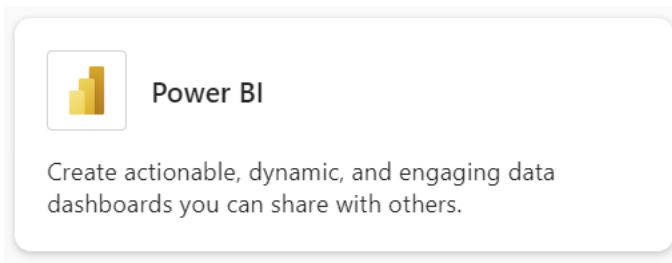 Power BI
Create actionable, dynamic, and engaging data
dashboards you can share with others.